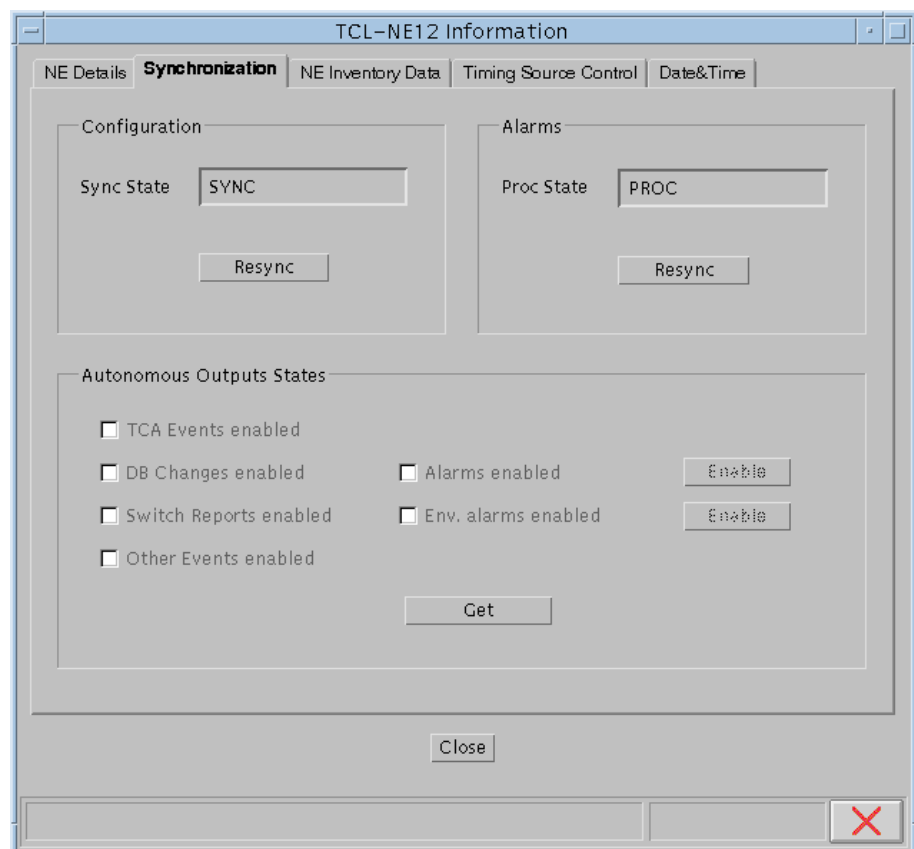 TCL-NE12 Information
NE Details Synchronization NE Inventory Data Timing Source Control Date&Time
Configuration
Sync State SYNC
Resync
Alarms
Proc State PROC
Resync
Autonomous Outputs States
TCA Events enabled
DB Changes enabled Alarms enabled Enable
Switch Reports enabled Env. alarms enabled Enable
Other Events enabled
Get
Close